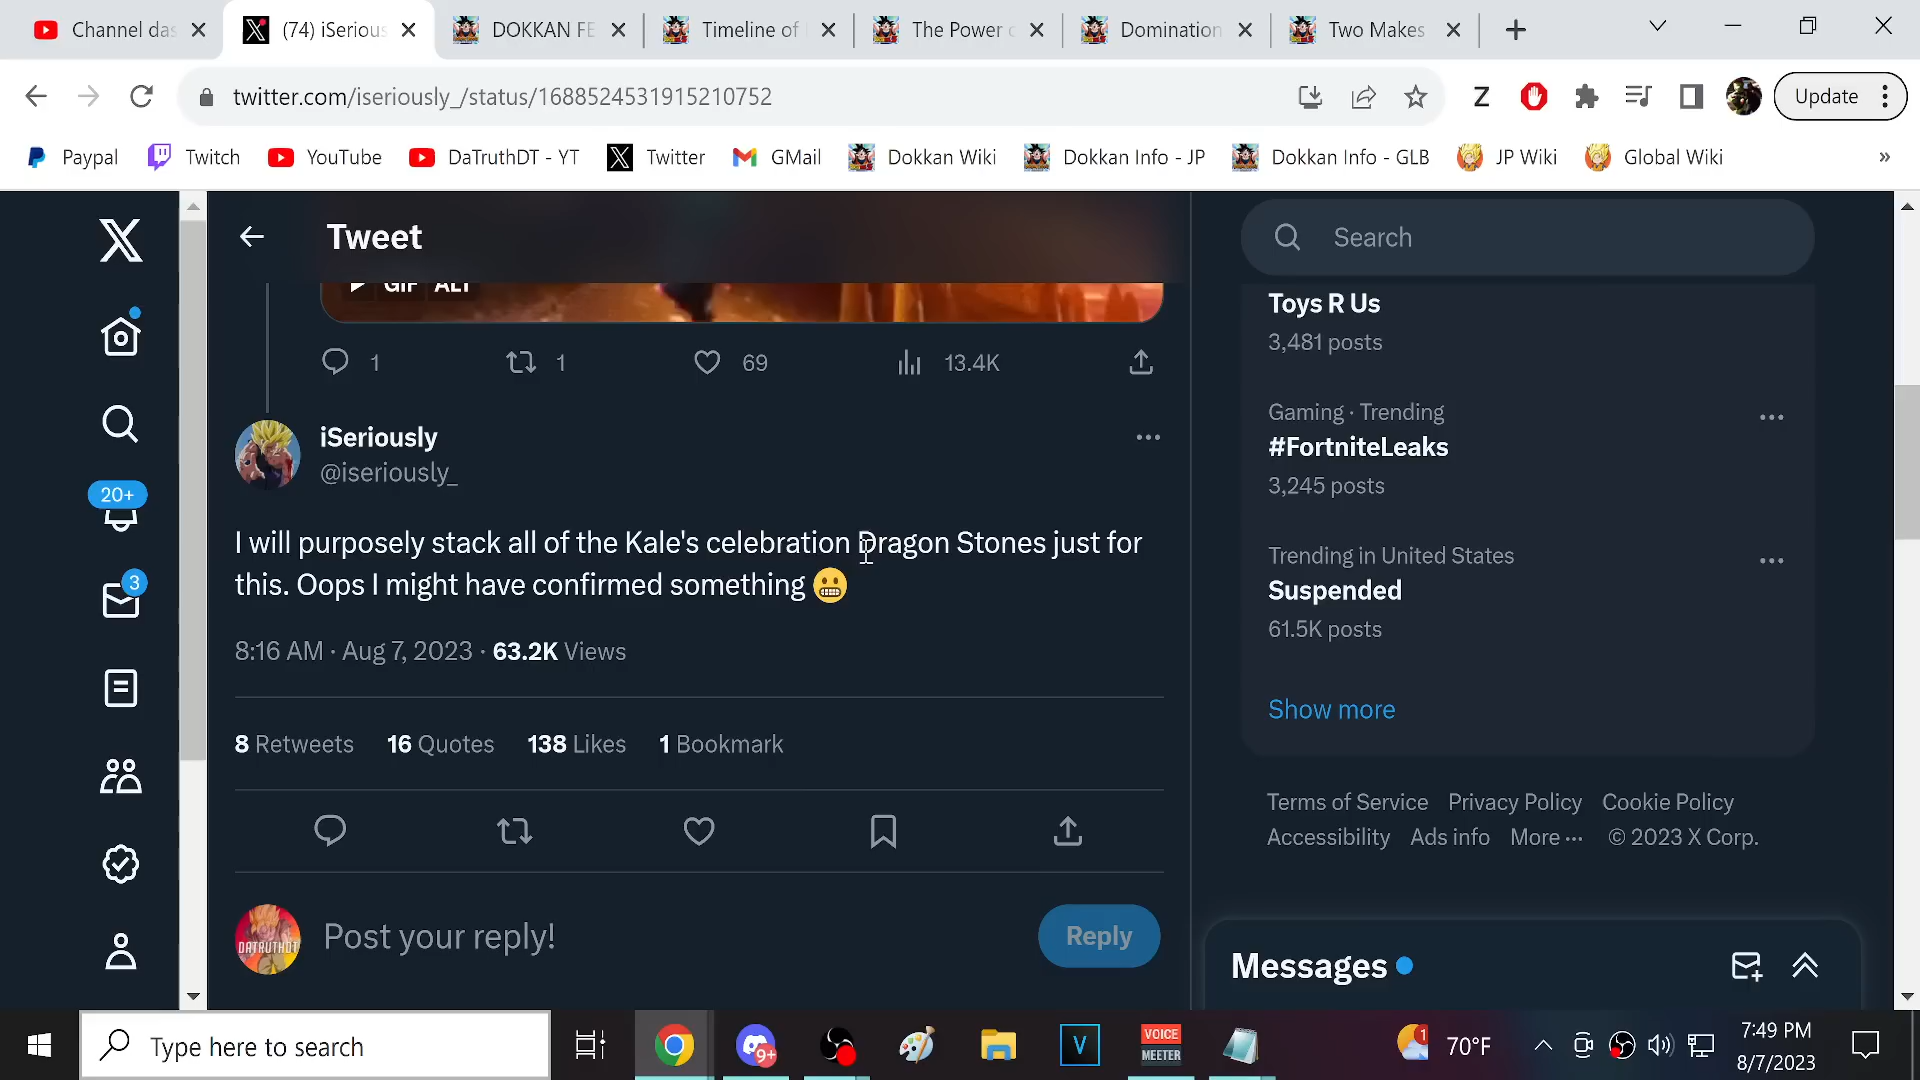 Channel das
(74) iSerious
DOKKAN FE
Timeline of
The Power o
Domination
Two Makes
twitter.com/iseriously_/status/1688524531915210752
Z
Update
Paypal
Twitch
YouTube
DaTruthDT - YT
Twitter
GMail
Dokkan Wiki
Dokkan Info - JP
Dokkan Info - GLB
JP Wiki
Global Wiki
»
Tweet
Search
GIF ALT
Toys R Us
3,481 posts
1
1
69
13.4K
Gaming · Trending
#FortniteLeaks
3,245 posts
iSeriously
@iseriously_
20+
I will purposely stack all of the Kale's celebration Dragon Stones just for
this. Oops I might have confirmed something 😬
Trending in United States
Suspended
61.5K posts
3
8:16 AM · Aug 7, 2023 · 63.2K Views
Show more
8 Retweets 16 Quotes 138 Likes 1 Bookmark
Terms of Service Privacy Policy Cookie Policy
Accessibility Ads info More ··· © 2023 X Corp.
DATRUTHDT
Post your reply!
Reply
Messages
Type here to search
9+
V
VOICE
MEETER
1
70°F
7:49 PM
8/7/2023